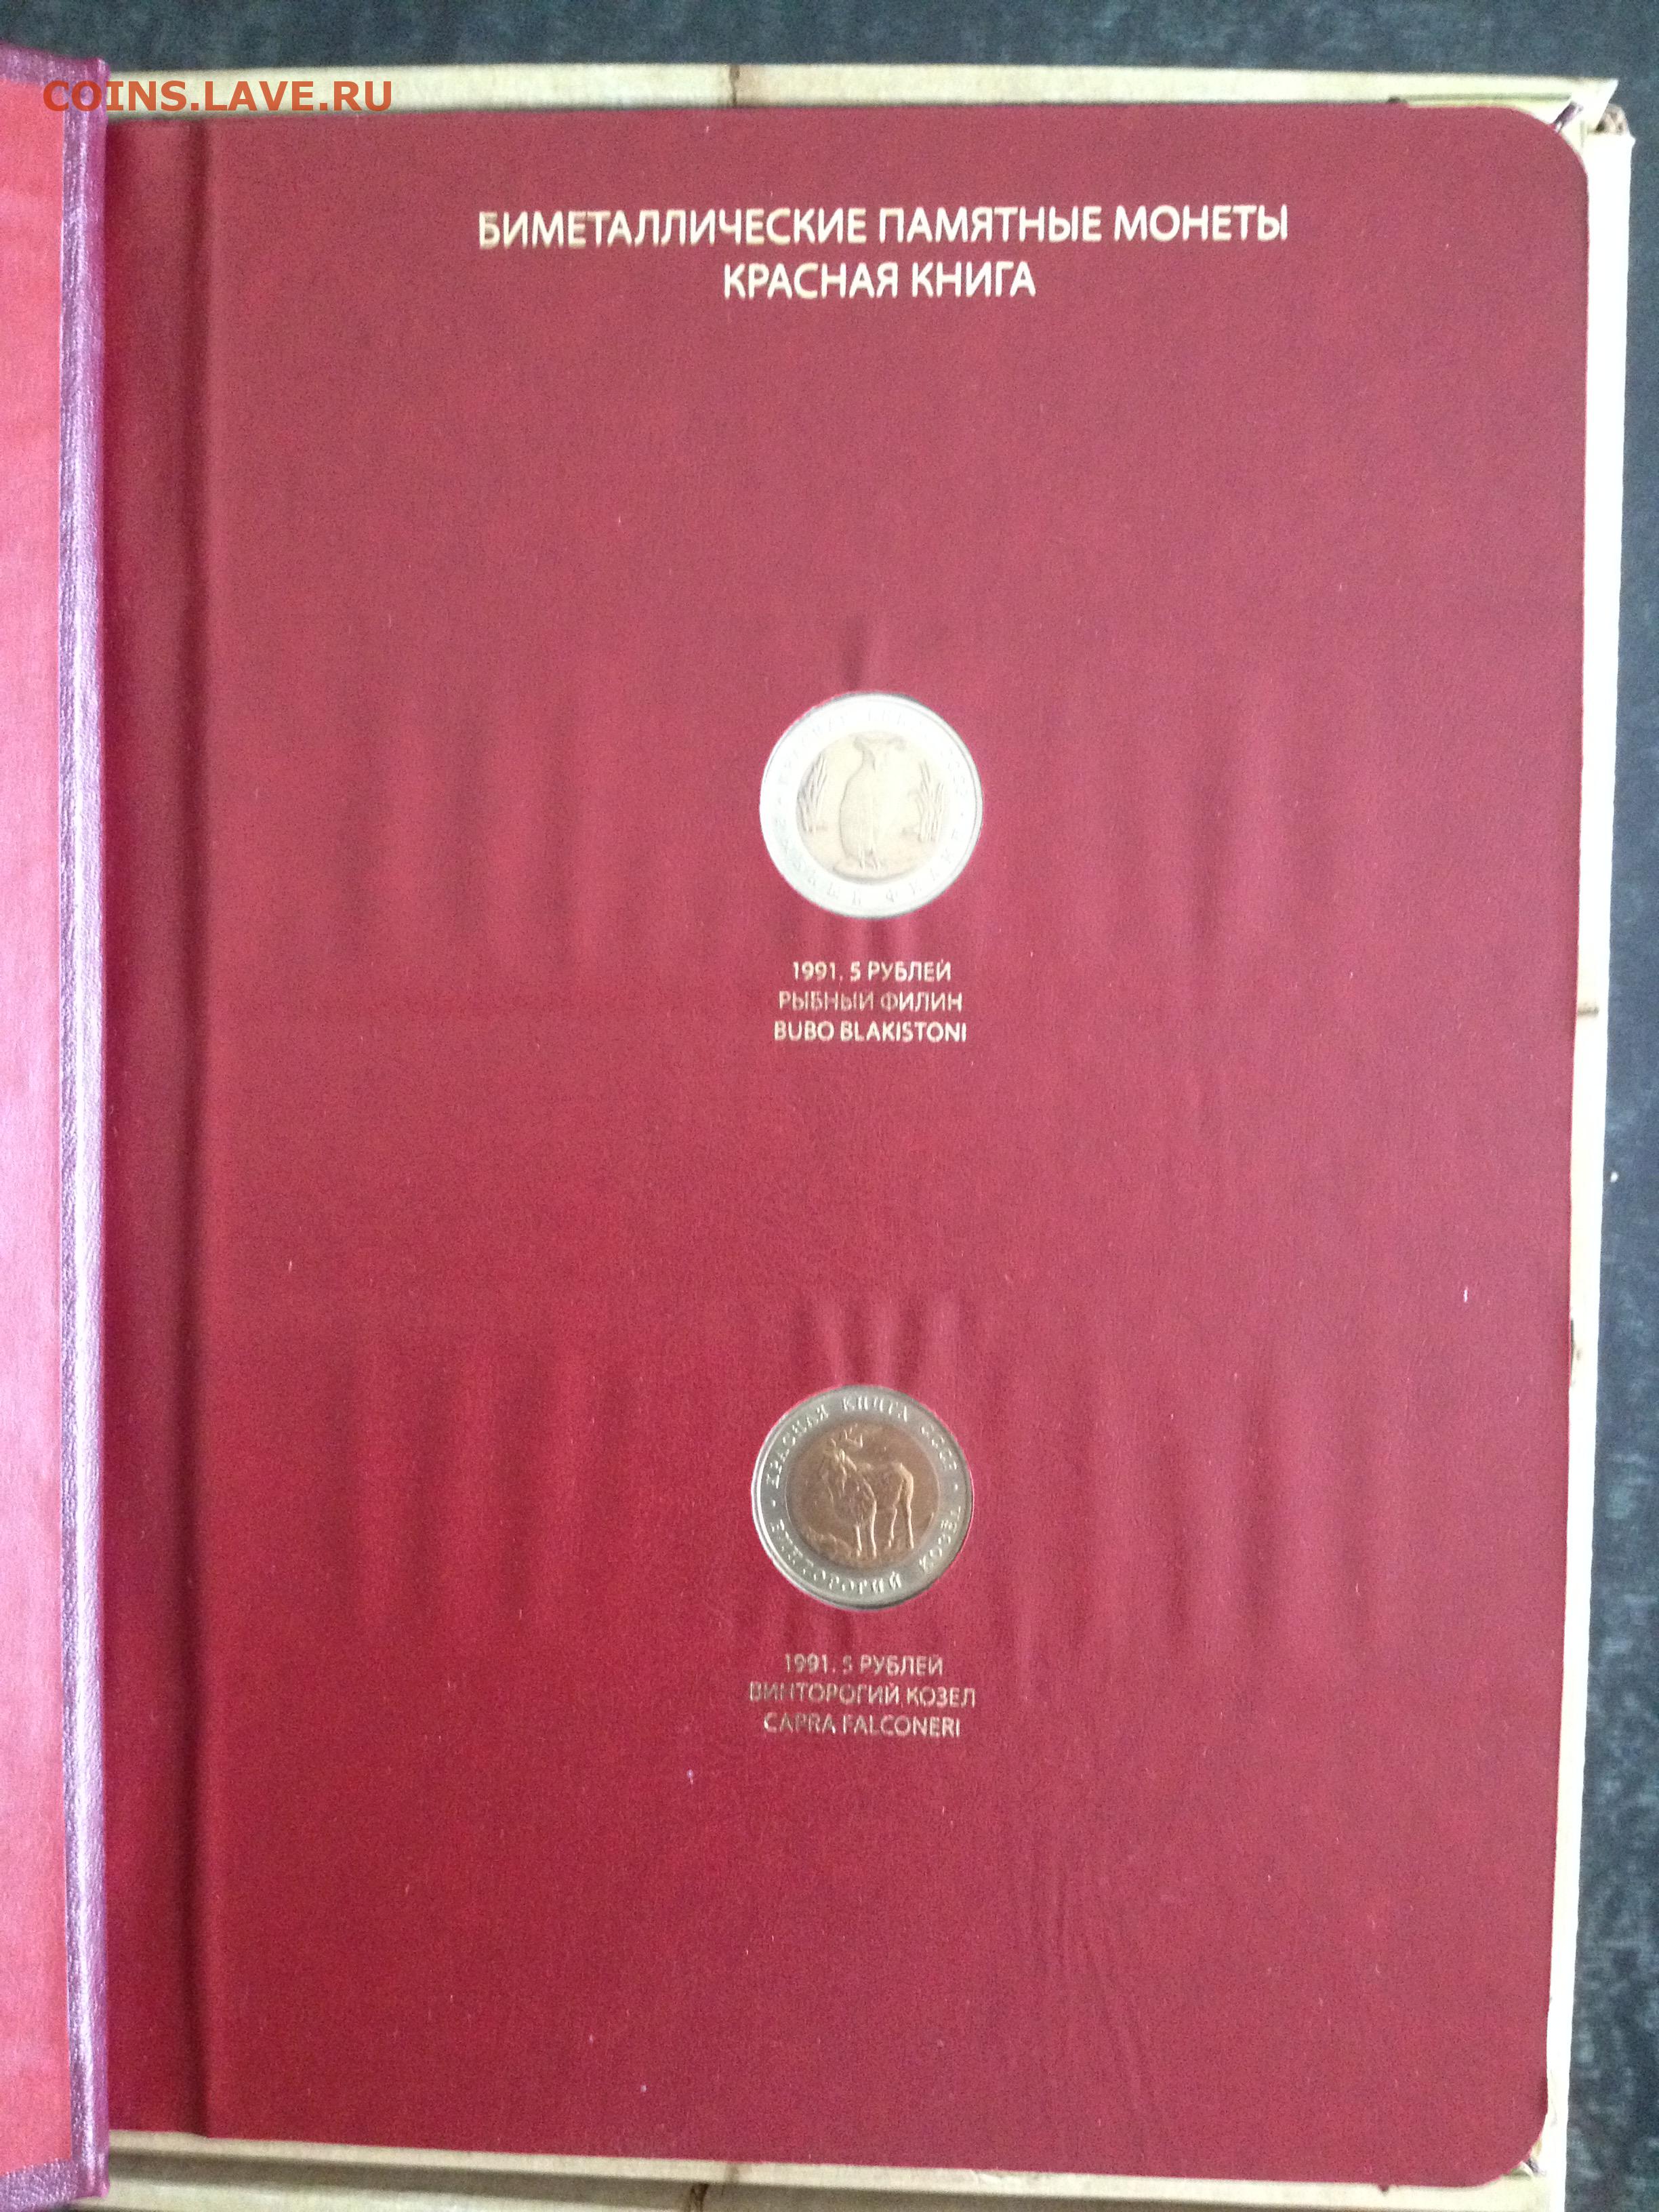 COINS.LAVE.RU
БИМЕТАЛЛИЧЕСКИЕ ПАМЯТНЫЕ МОНЕТЫ
КРАСНАЯ КНИГА
1991. 5 РУБЛЕЙ
РЫБНЫЙ ФИЛИН
BUBO BLAKISTONI
КРАСНАЯ КНИГА СССР
ВИНТОРОГИЙ КОЗЁЛ
1991. 5 РУБЛЕЙ
ВИНТОРОГИЙ КОЗЕЛ
CAPRA FALCONERI